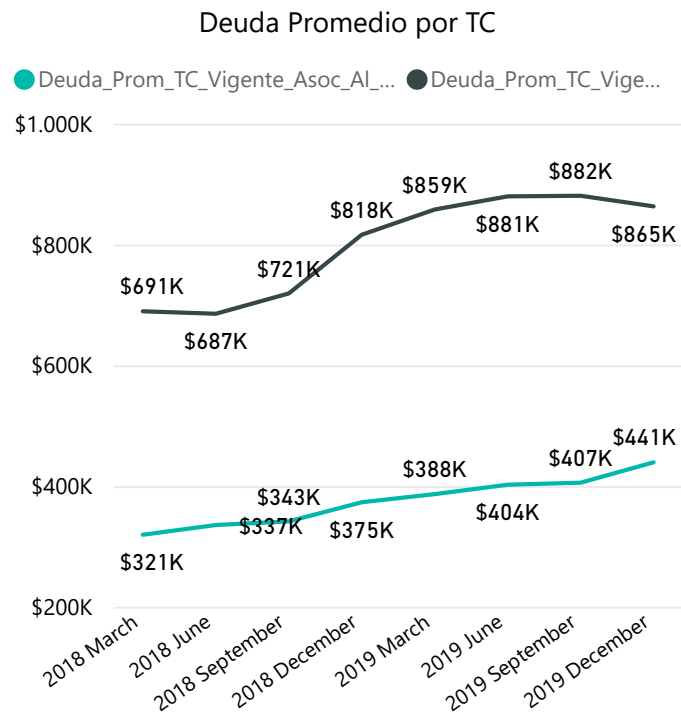 Deuda Promedio por TC
Deuda_Prom_TC_Vigente_Asoc_Al_... Deuda_Prom_TC_Vige...
$1.000K
$882K
$859K
$818K
$881K
$865K
$800K
$721K
$691K
$687K
$600K
$441K
$407K
$388K
$400K
$343K
$337K
$375K
$404K
$321K
$200K
2018 March
2018 June
2018 September
2018 December
2019 March
2019 June
2019 September
2019 December